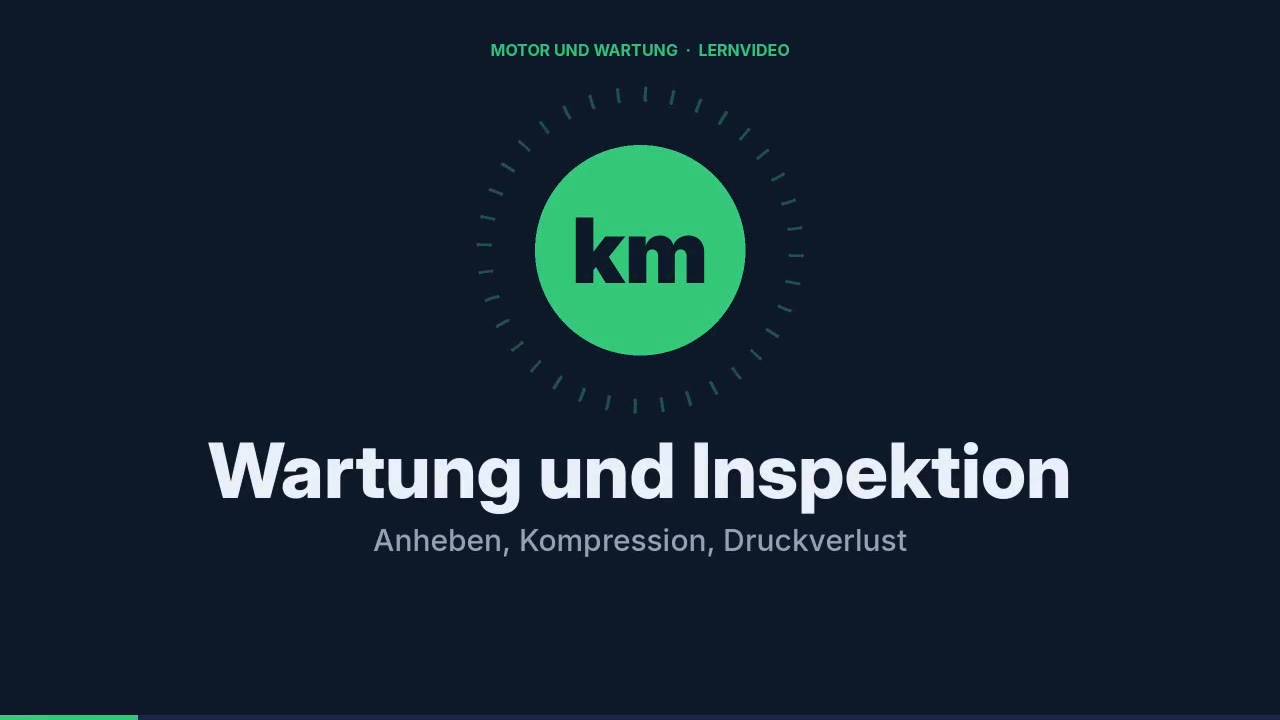 MOTOR UND WARTUNG · LERNVIDEO
km
Wartung und Inspektion
Anheben, Kompression, Druckverlust